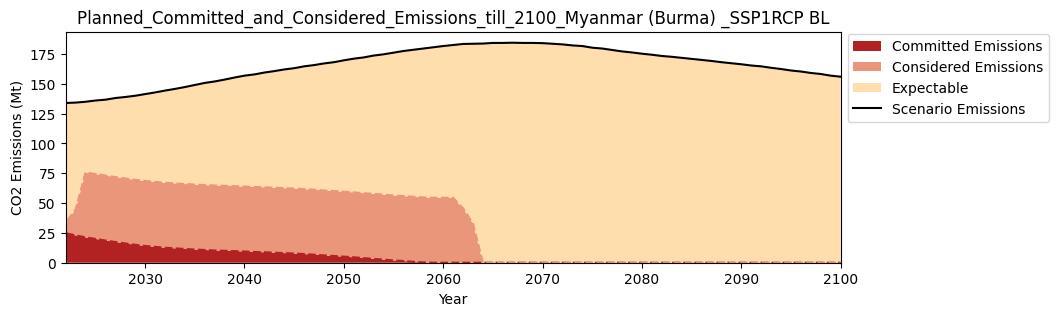 Planned_Committed_and_Considered_Emissions_till_2100_Myanmar (Burma) _SSP1RCP BL
CO2 Emissions (Mt)
175
150
125
100
75
50
25
0
2030 2040 2050 2060 2070 2080 2090 2100
Year
Committed Emissions
Considered Emissions
Expectable
Scenario Emissions